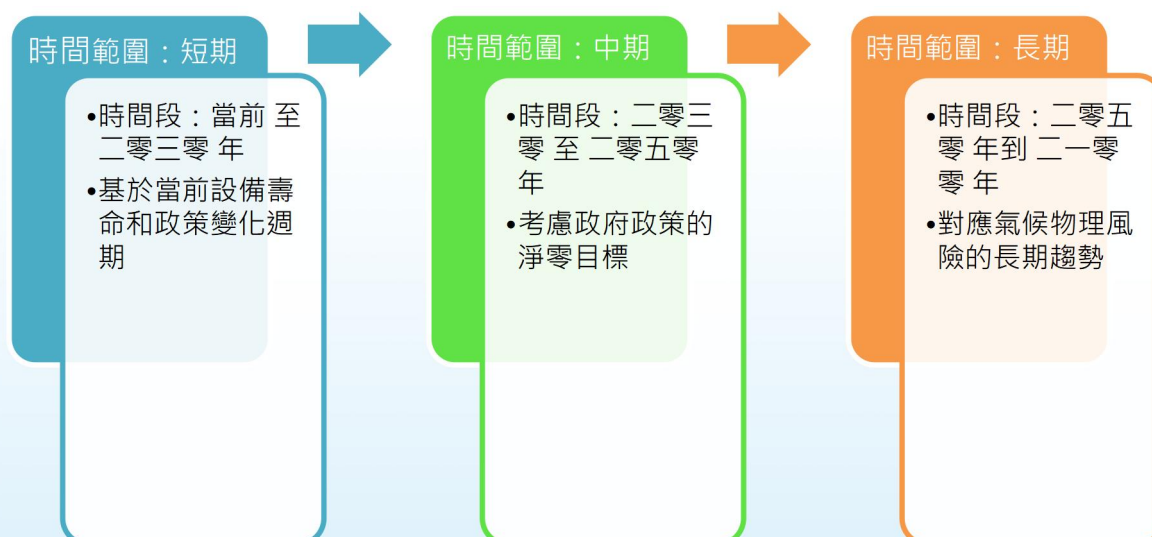 時間範圍：短期
•時間段：當前 至
二零三零 年
•基於當前設備壽
命和政策變化週
期
時間範圍：中期
•時間段：二零三
零 至 二零五零
年
•考慮政府政策的
淨零目標
時間範圍：長期
•時間段：二零五
零 年到 二一零
零 年
•對應氣候物理風
險的長期趨勢